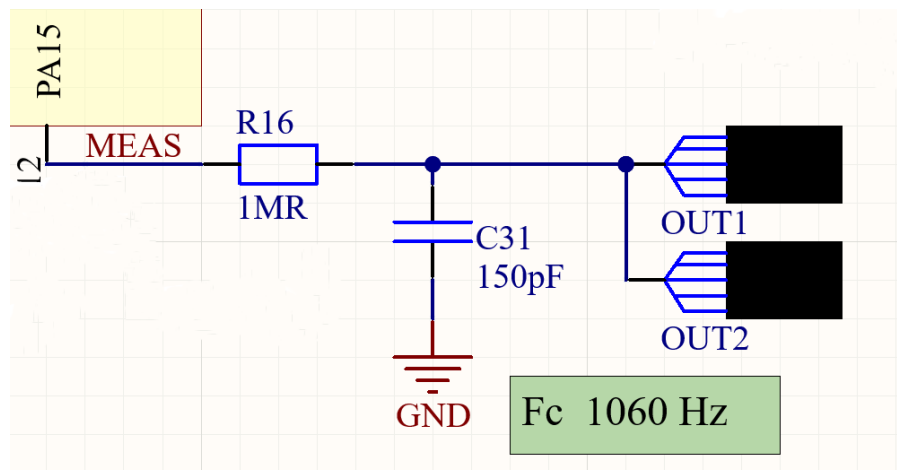 PA15
12
MEAS
R16
1MR
C31
150pF
OUT1
OUT2
GND
Fc 1060 Hz